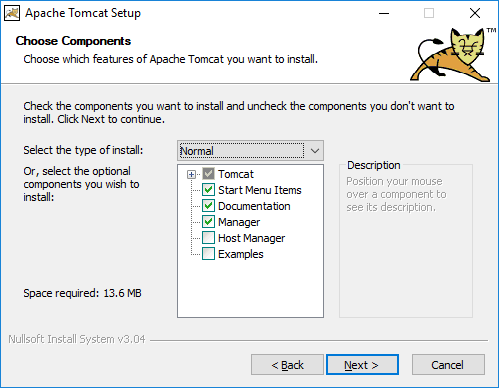 Apache Tomcat Setup
Choose Components
Choose which features of Apache Tomcat you want to install.
TM
Check the components you want to install and uncheck the components you don't want to
install. Click Next to continue.
Select the type of install:
Normal
Or, select the optional
components you wish to
install:
Tomcat
Start Menu Items
Documentation
Manager
Host Manager
Examples
Description
Position your mouse
over a component to
see its description.
Space required: 13.6 MB
Nullsoft Install System v3.04
< Back
Next >
Cancel